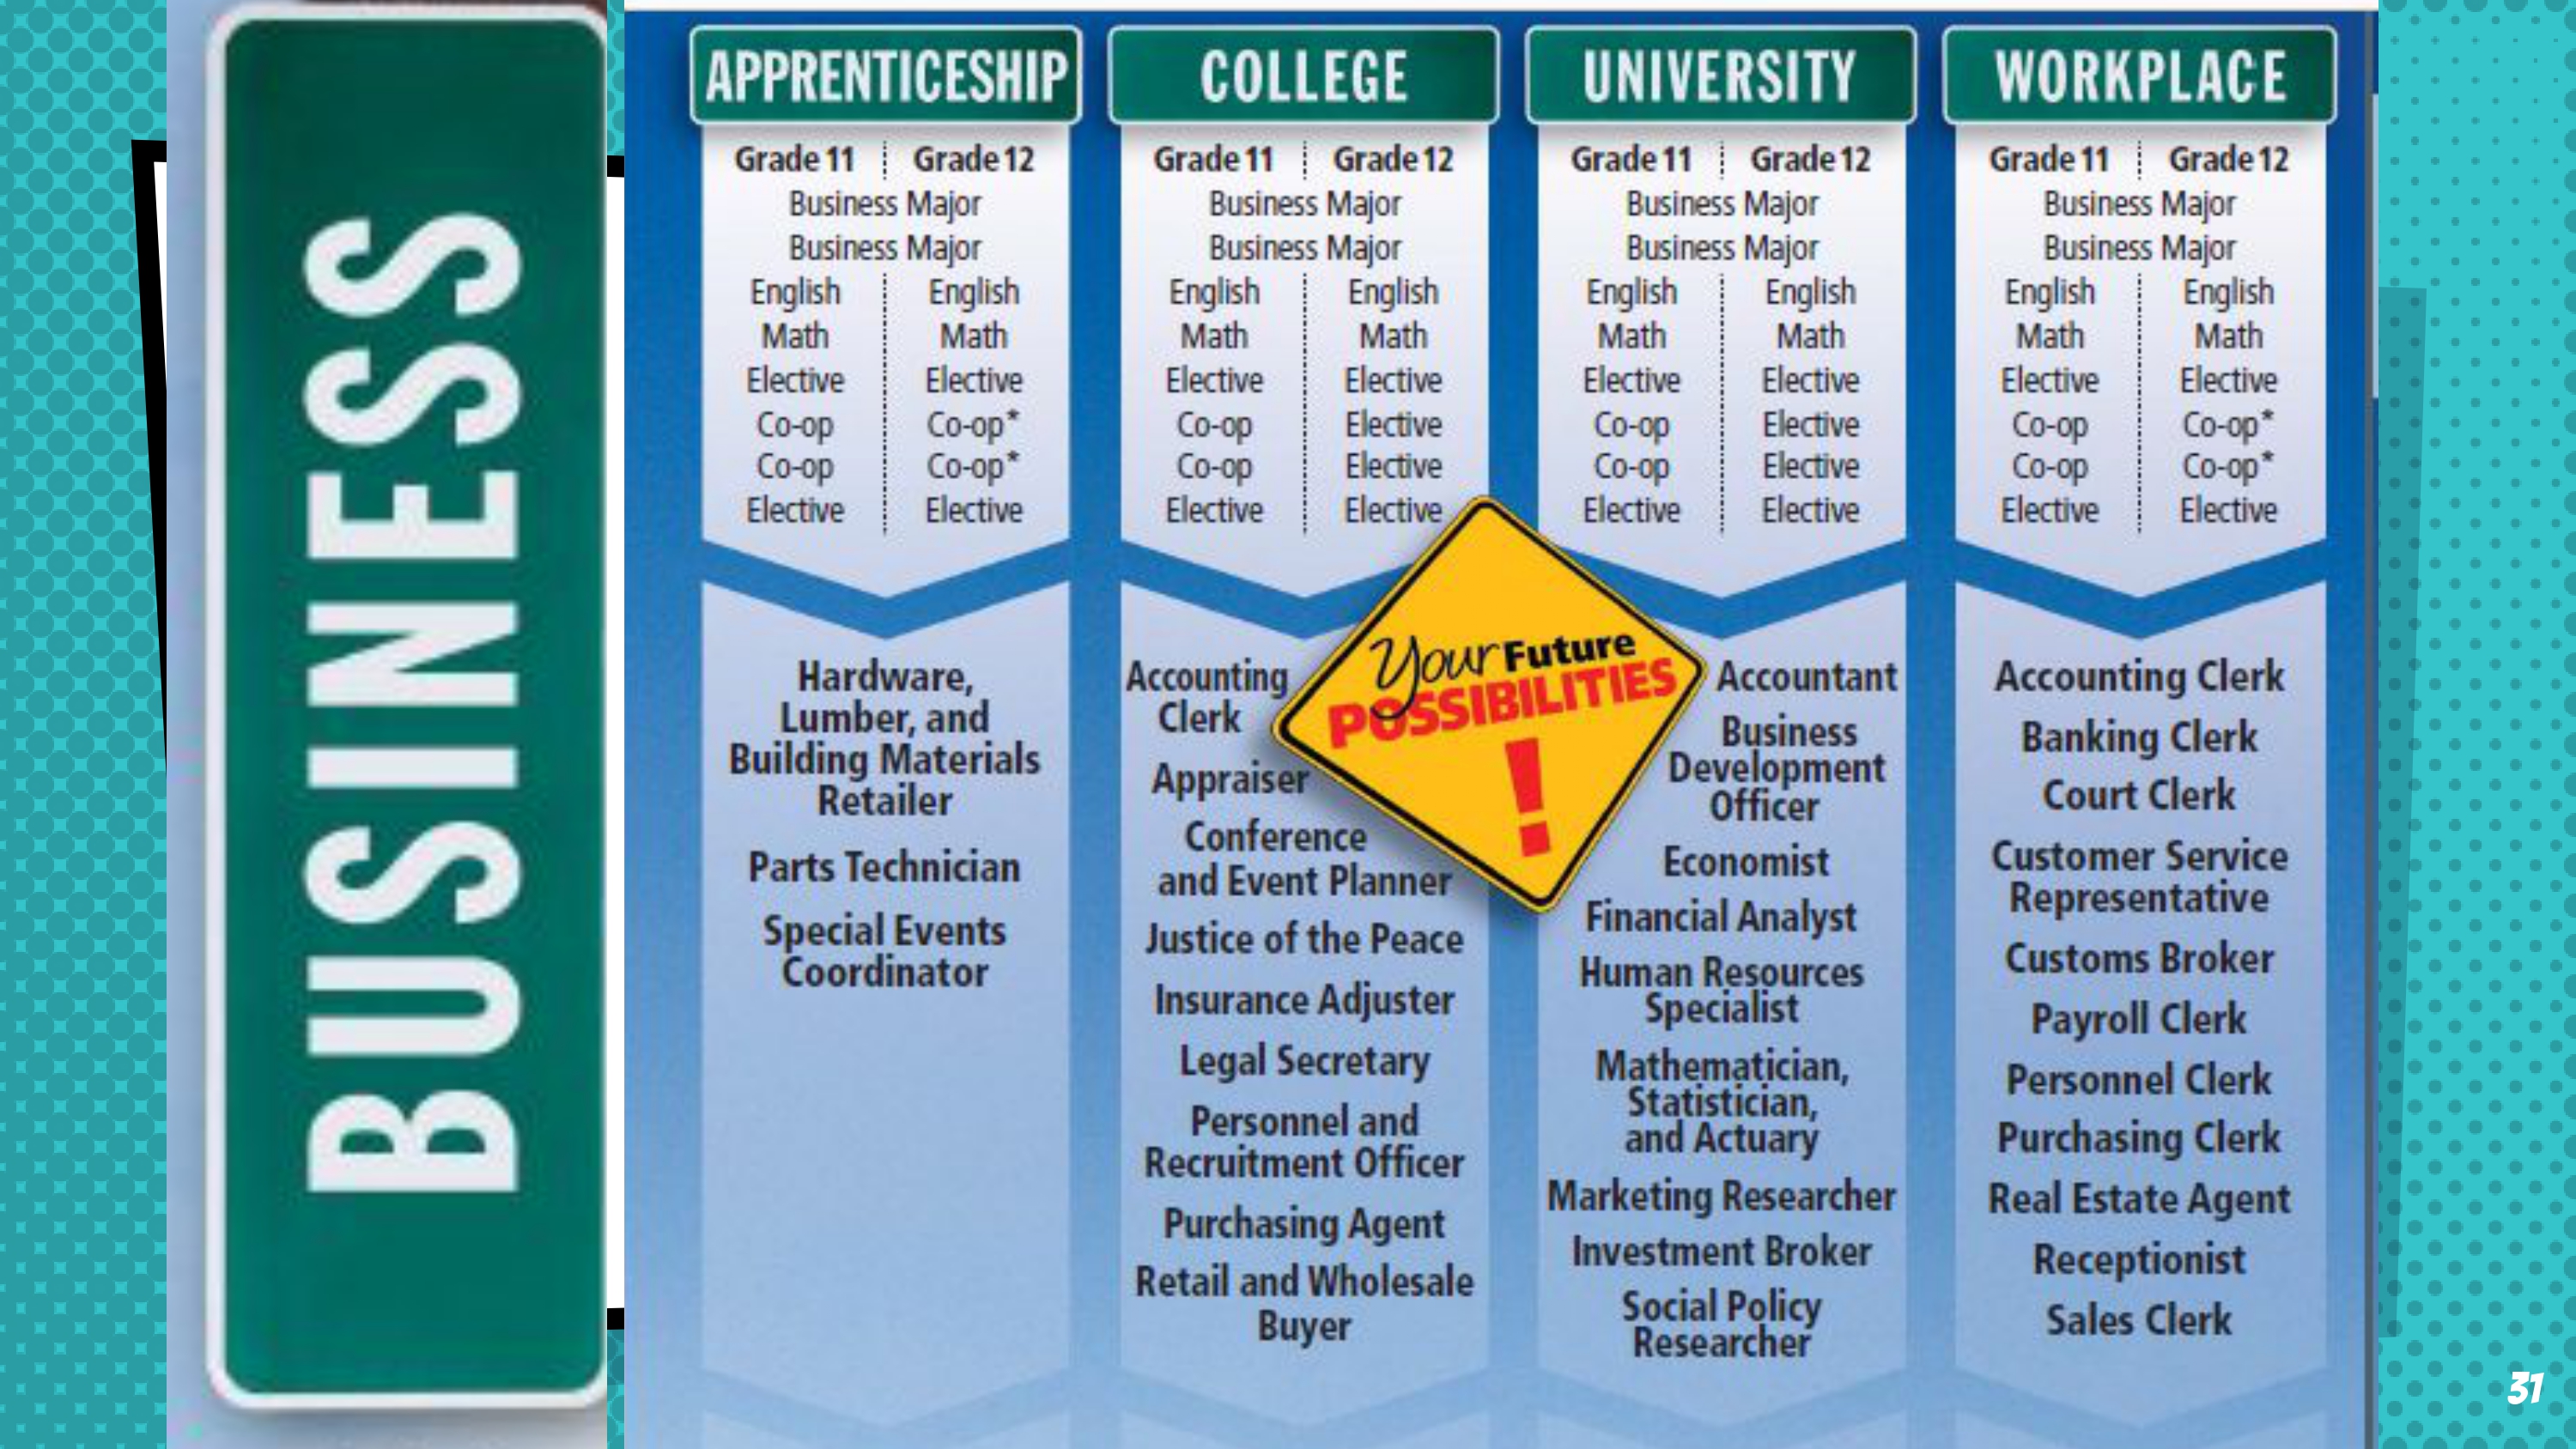 BUSINESS
APPRENTICESHIP
Grade 11 Grade 12
Business Major
Business Major
English English
Math Math
Elective Elective
Co-op Co-op*
Co-op Co-op*
Elective Elective
Hardware,
Lumber, and
Building Materials
Retailer
Parts Technician
Special Events
Coordinator
COLLEGE
Grade 11 Grade 12
Business Major
Business Major
English English
Math Math
Elective Elective
Co-op Elective
Co-op Elective
Elective Elective
Accounting
Clerk
Appraiser
Conference
and Event Planner
Justice of the Peace
Insurance Adjuster
Legal Secretary
Personnel and
Recruitment Officer
Purchasing Agent
Retail and Wholesale
Buyer
Your Future
POSSIBILITIES
!
UNIVERSITY
Grade 11 Grade 12
Business Major
Business Major
English English
Math Math
Elective Elective
Co-op Elective
Co-op Elective
Elective Elective
Accountant
Business
Development
Officer
Economist
Financial Analyst
Human Resources
Specialist
Mathematician,
Statistician,
and Actuary
Marketing Researcher
Investment Broker
Social Policy
Researcher
WORKPLACE
Grade 11 Grade 12
Business Major
Business Major
English English
Math Math
Elective Elective
Co-op Co-op*
Co-op Co-op*
Elective Elective
Accounting Clerk
Banking Clerk
Court Clerk
Customer Service
Representative
Customs Broker
Payroll Clerk
Personnel Clerk
Purchasing Clerk
Real Estate Agent
Receptionist
Sales Clerk
31